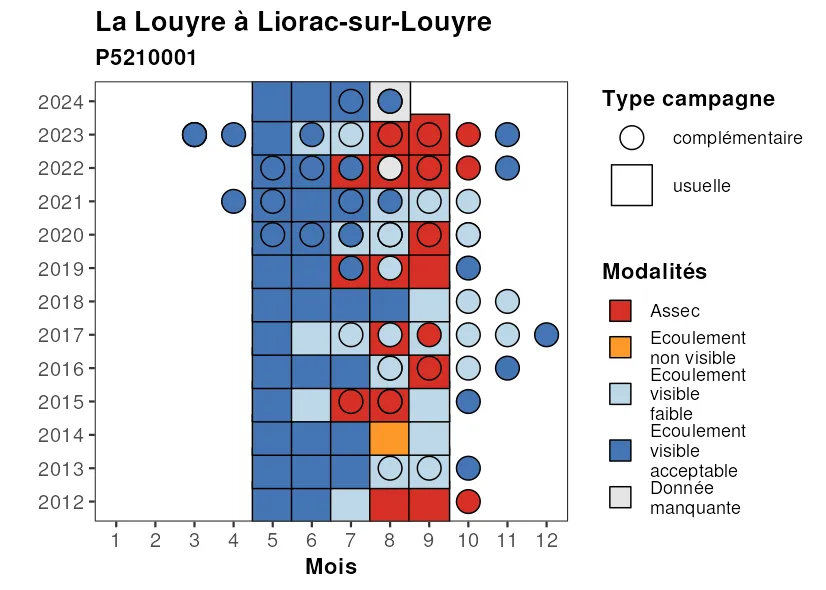 La Louyre à Liorac-sur-Louyre
P5210001
2024
2023
2022
2021
2020
2019
2018
2017
2016
2015
2014
2013
2012
1 2 3 4 5 6 7 8 9 10 11 12
Mois
Type campagne
complémentaire
usuelle
Modalités
Assec
Ecoulement
non visible
Ecoulement
visible
faible
Ecoulement
visible
acceptable
Donnée
manquante